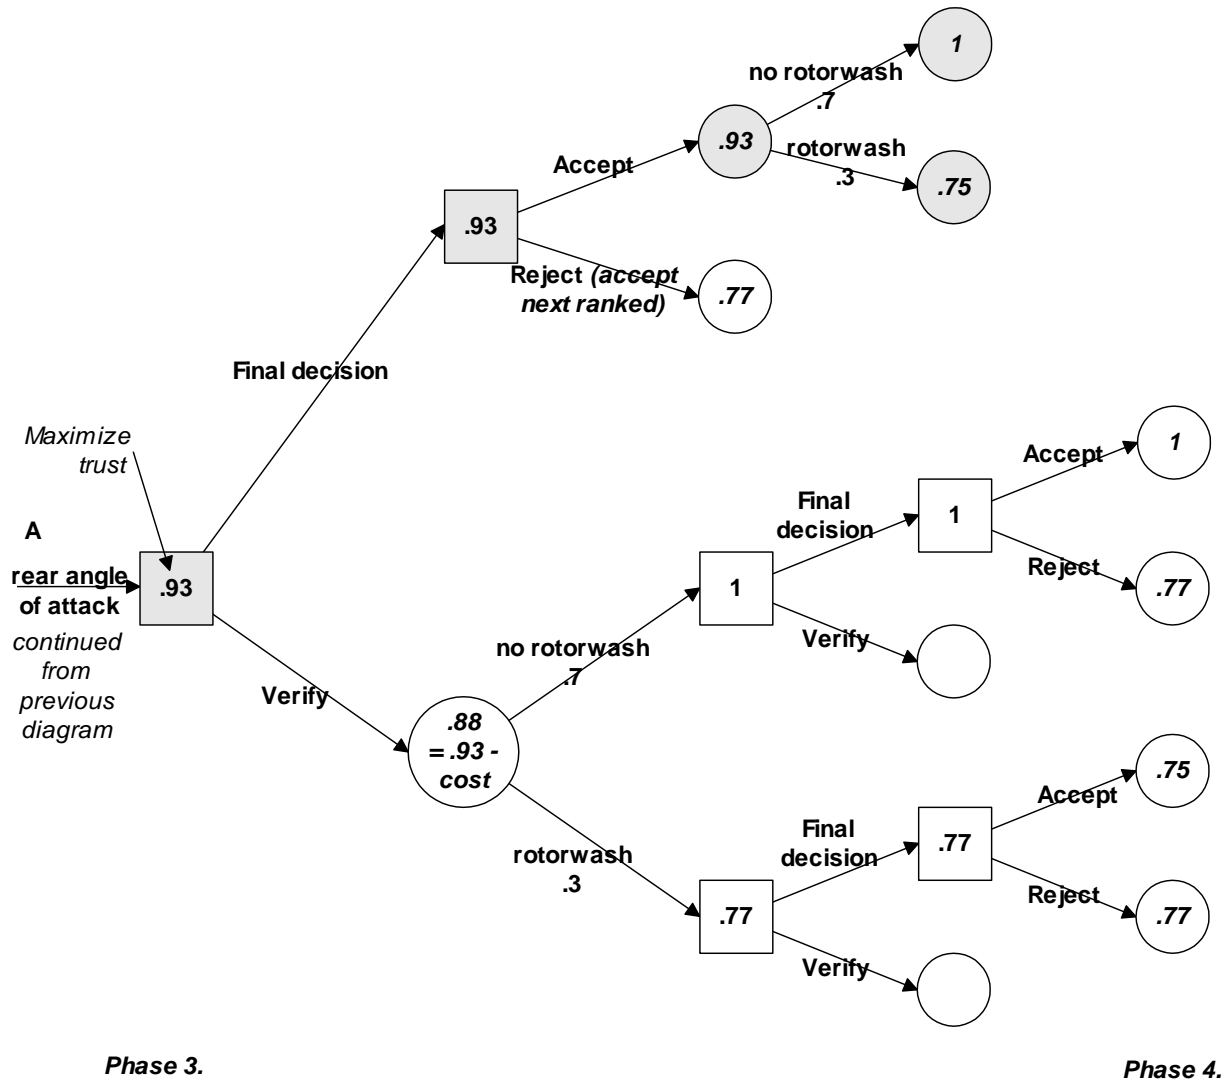 1
no rotorwash
.7
.93
rotorwash
.3
.75
Accept
.93
Reject (accept
next ranked)
.77
Final decision
Maximize
trust
A
rear angle
of attack
continued
from
previous
diagram
.93
Verify
.88
= .93 -
cost
no rotorwash
.7
1
Final
decision
1
Accept
1
Reject
.77
Verify
rotorwash
.3
.77
Final
decision
.77
Accept
.75
Reject
.77
Verify
Phase 3.
Phase 4.